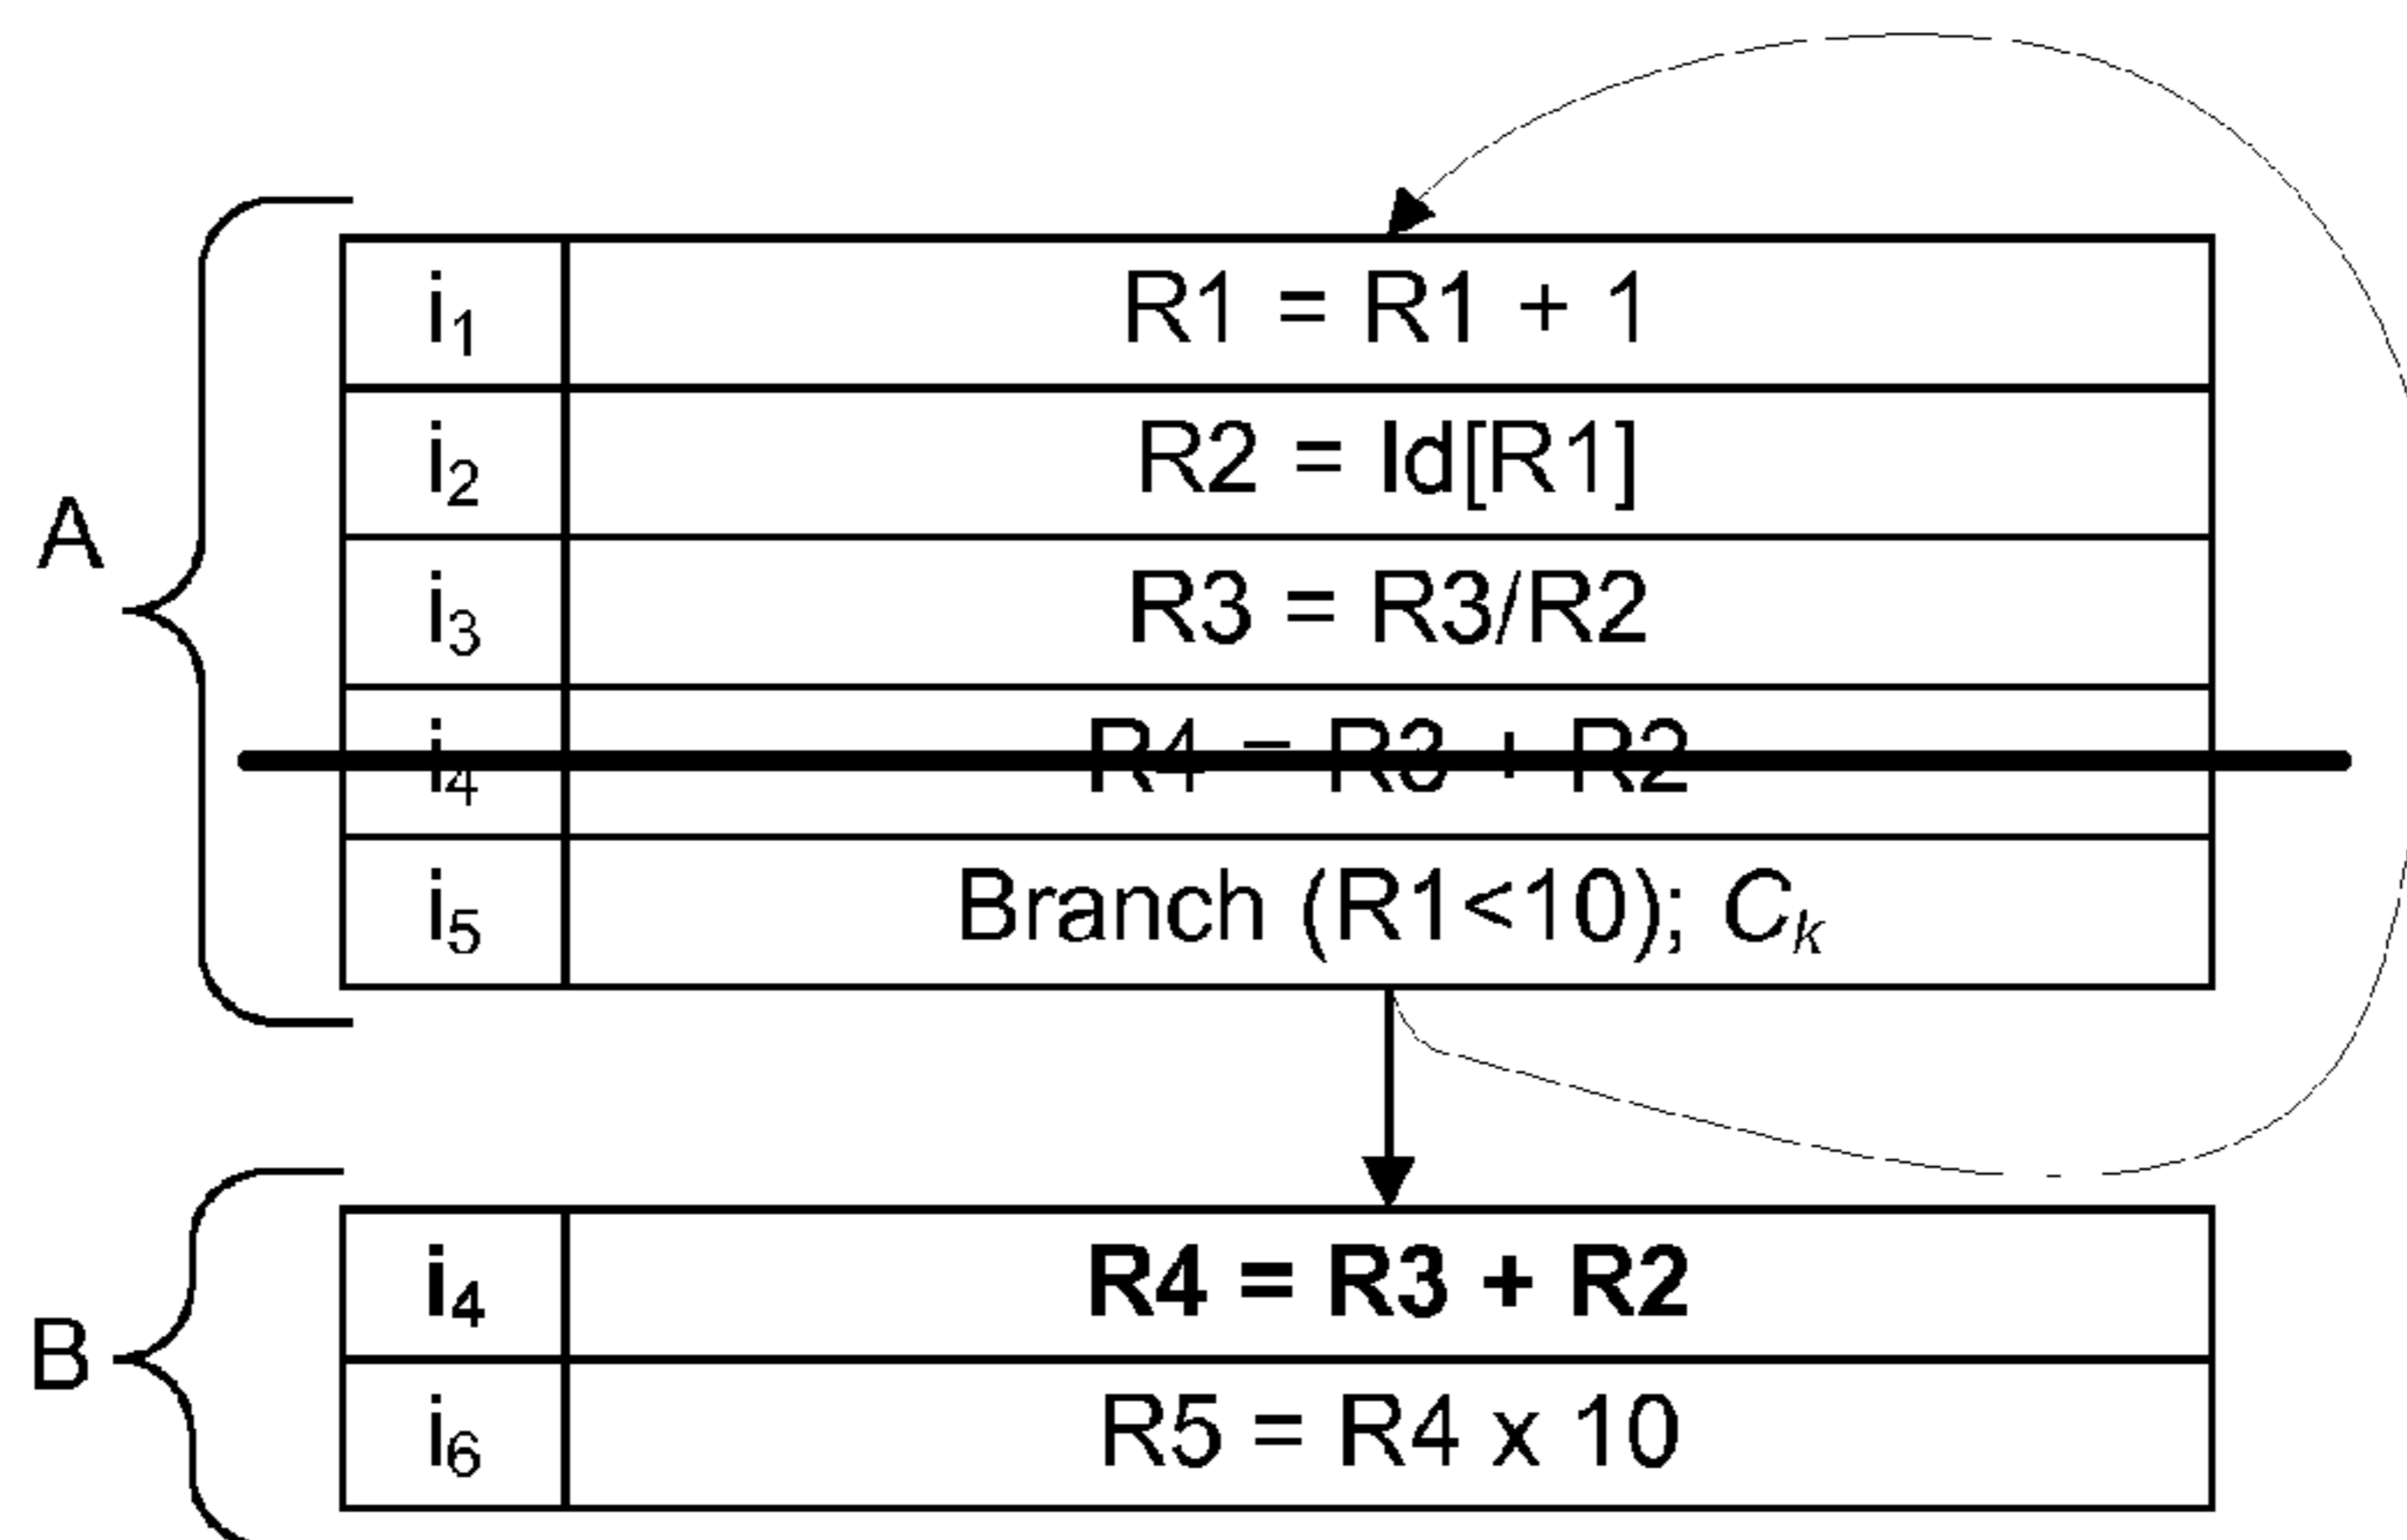 A
i₁ R1 = R1 + 1
i₂ R2 = ld[R1]
i₃ R3 = R3/R2
i₄ R4 = R3 + R2
i₅ Branch (R1<10); Cₖ
B
i₄ R4 = R3 + R2
i₆ R5 = R4 x 10